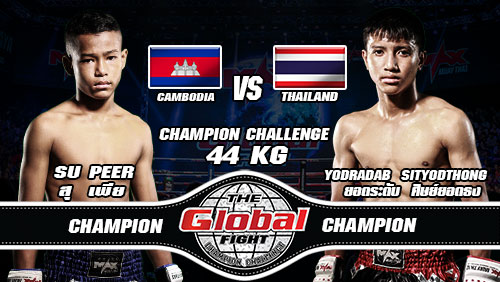 VS
CAMBODIA
THAILAND
CHAMPION CHALLENGE
44 KG
SU PEER
สุ เพีย
YODRADAB SITYODTHONG
ยอดระดับ ศิษย์ยอดธง
CHAMPION
THE
Global
FIGHT
CHAMPION
MAX